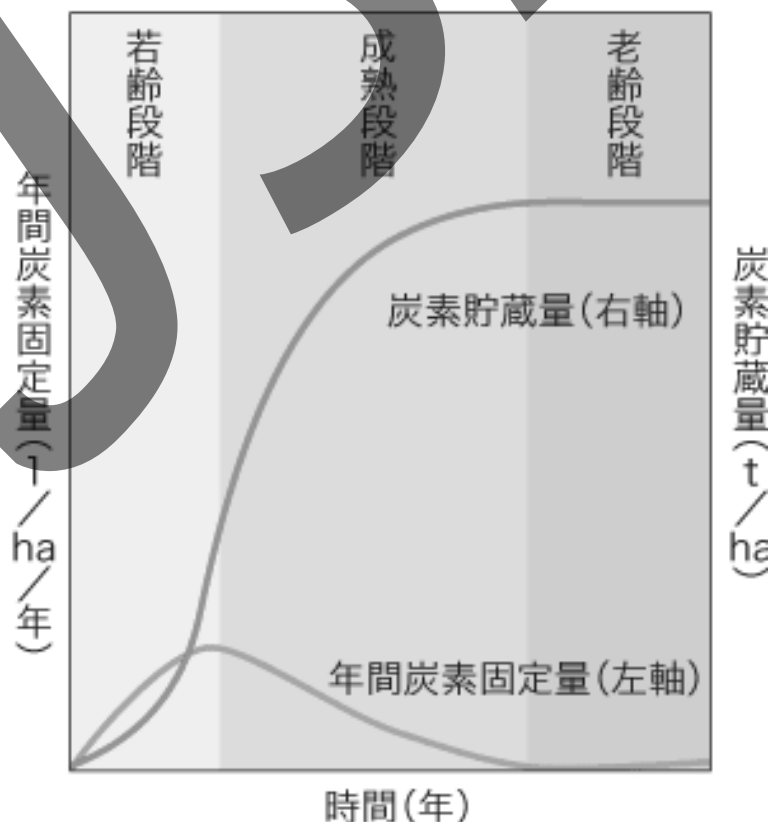 若齢段階
成熟段階
老齢段階
年間炭素固定量(t/ha/年)
炭素貯蔵量(t/ha)
炭素貯蔵量(右軸)
年間炭素固定量(左軸)
時間(年)